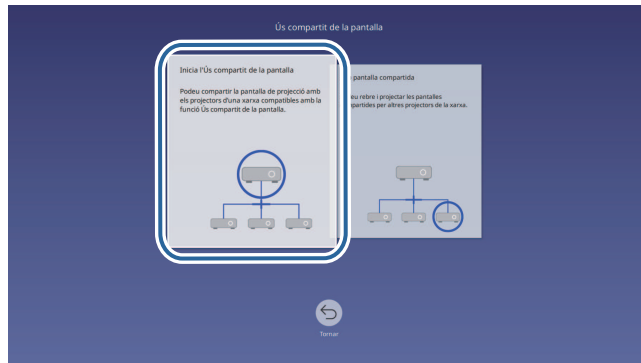 Ús compartit de la pantalla
Inicia l'Ús compartit de la pantalla
Podeu compartir la pantalla de projecció amb
els projectors d'una xarxa compatibles amb la
funció Ús compartit de la pantalla.
pantalla compartida
rebre i projectar les pantalles
per altres projectors de la xarxa.
Tornar